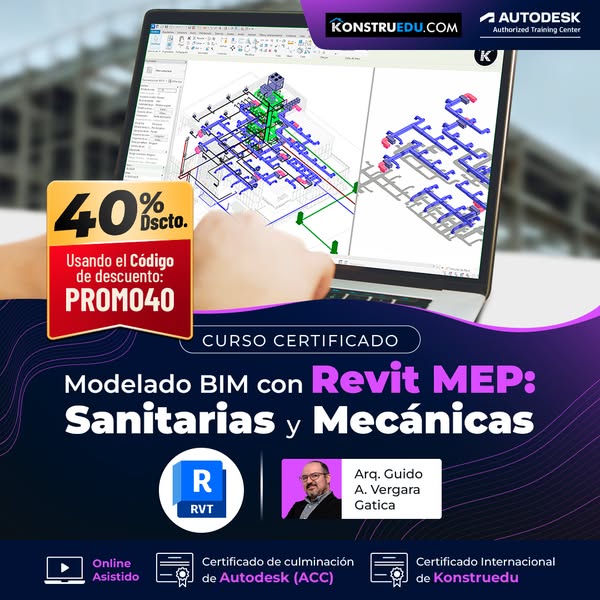 KONSTRUEDU.COM
AUTODESK
Authorized Training Center
K
40%
Dscto.
Usando el Código
de descuento:
PROMO40
CURSO CERTIFICADO
Modelado BIM con Revit MEP:
Sanitarias y Mecánicas
R
RVT
Arq. Guido
A. Vergara
Gatica
Online
Asistido
Certificado de culminación
de Autodesk (ACC)
Certificado Internacional
de Konstruedu